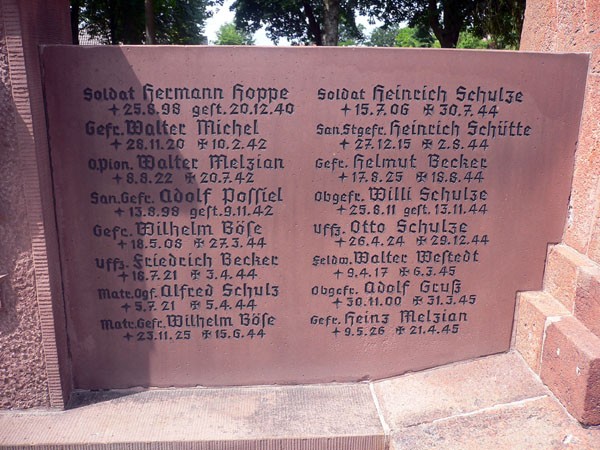 Soldat Hermann Hoppe
+ 25.8.98 gest. 20.12.40
Gefr. Walter Michel
+ 28.11.20 ✠ 10.2.42
O.Pion. Walter Melzian
+ 8.8.22 ✠ 20.7.42
San.Gefr. Adolf Possiel
+ 13.8.98 gest. 9.11.42
Gefr. Wilhelm Böse
+ 18.5.08 ✠ 27.3.44
Uffz. Friedrich Becker
+ 18.7.21 ✠ 3.4.44
Matr.Ogf. Alfred Schulz
+ 5.7.21 ✠ 5.4.44
Matr.Gefr. Wilhelm Böse
+ 23.11.25 ✠ 15.6.44
Soldat Heinrich Schulze
+ 15.7.06 ✠ 30.7.44
San.Stgefr. Heinrich Schütte
+ 27.12.15 ✠ 2.8.44
Gefr. Helmut Becker
+ 17.8.25 ✠ 18.8.44
Obgefr. Willi Schulze
+ 25.8.11 gest. 13.11.44
Uffz. Otto Schulze
+ 26.4.24 ✠ 29.12.44
Feldw. Walter Westedt
+ 9.4.17 ✠ 6.3.45
Obgefr. Adolf Gruß
+ 30.11.00 ✠ 31.3.45
Gefr. Heinz Melzian
+ 9.5.26 ✠ 21.4.45